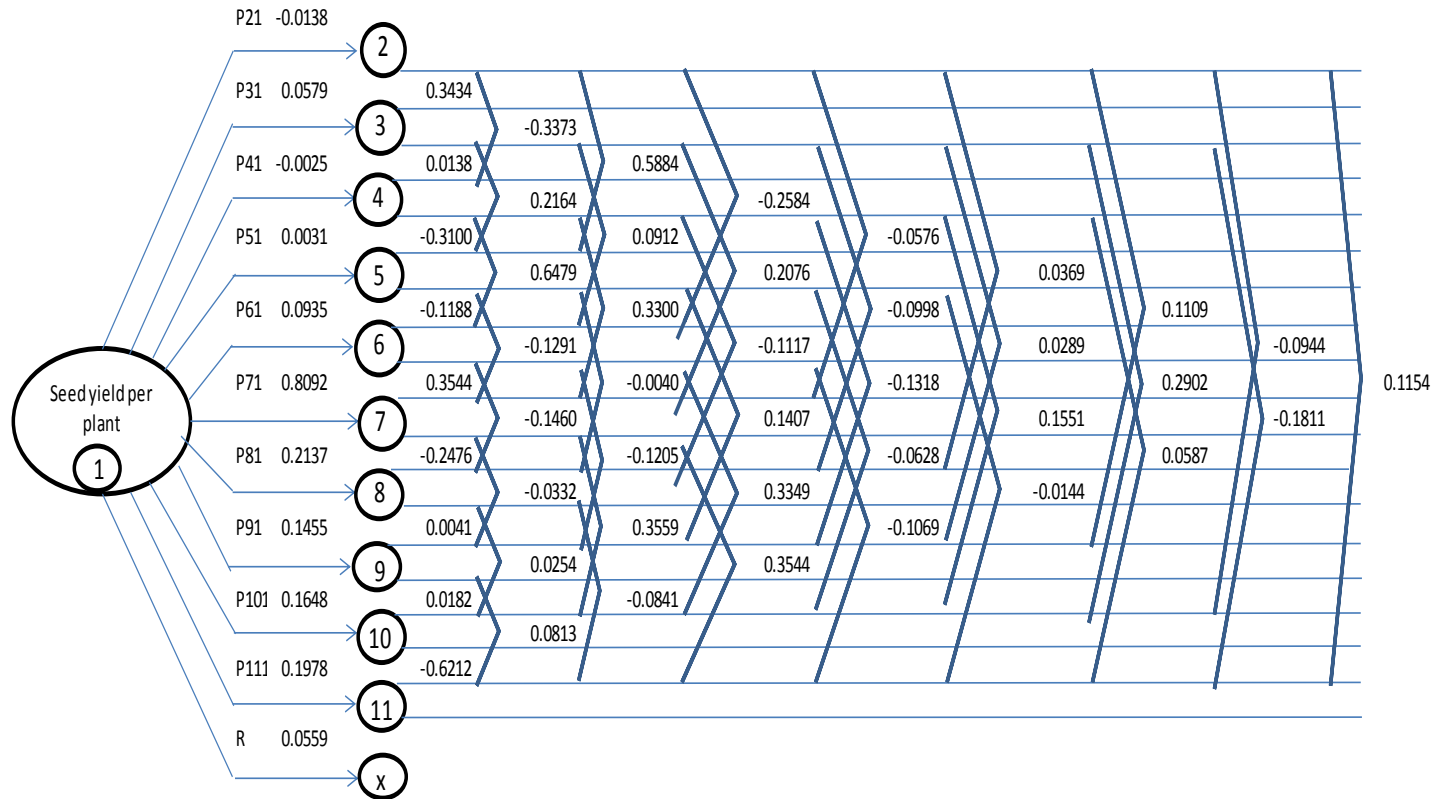 P21 -0.0138
2
P31 0.0579 0.3434
3 -0.3373
P41 -0.0025 0.0138 0.5884
4 0.2164 -0.2584
P51 0.0031 -0.3100 0.0912 -0.0576
5 0.6479 0.2076 0.0369
P61 0.0935 -0.1188 0.3300 -0.0998 0.1109
6 -0.1291 -0.1117 0.0289 -0.0944
P71 0.8092 0.3544 -0.0040 -0.1318 0.2902 0.1154
Seed yield per
plant
7 -0.1460 0.1407 0.1551 -0.1811
P81 0.2137 -0.2476 -0.1205 -0.0628 0.0587
1
8 -0.0332 0.3349 -0.0144
P91 0.1455 0.0041 0.3559 -0.1069
9 0.0254 0.3544
P101 0.1648 0.0182 -0.0841
10 0.0813
P111 0.1978 -0.6212
11
R 0.0559
x